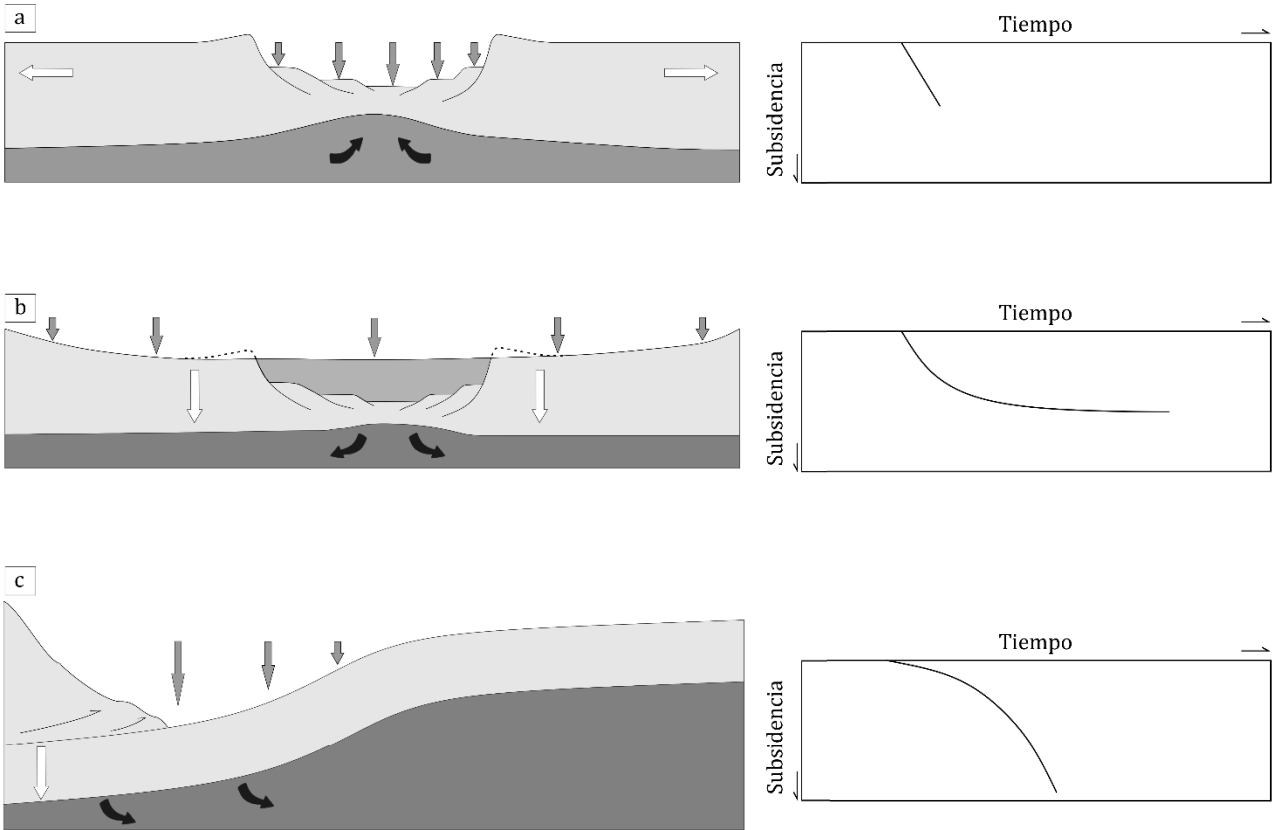 a
Tiempo
Subsidencia
b
Tiempo
Subsidencia
c
Tiempo
Subsidencia